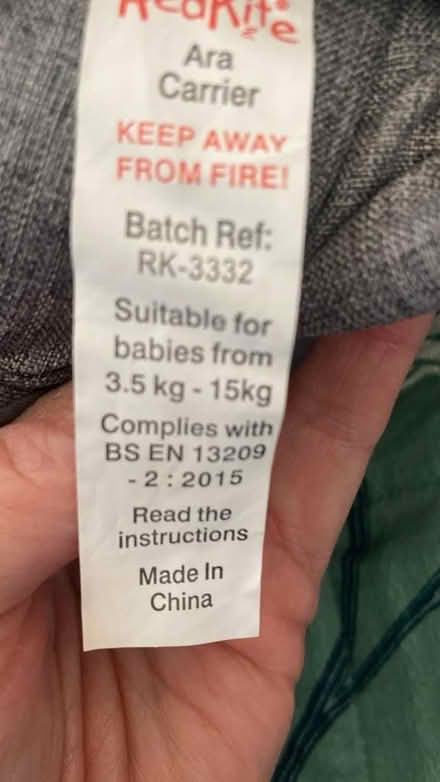 RedKite
Ara
Carrier
KEEP AWAY
FROM FIRE!
Batch Ref:
RK-3332
Suitable for
babies from
3.5 kg - 15kg
Complies with
BS EN 13209
- 2 : 2015
Read the
instructions
Made In
China